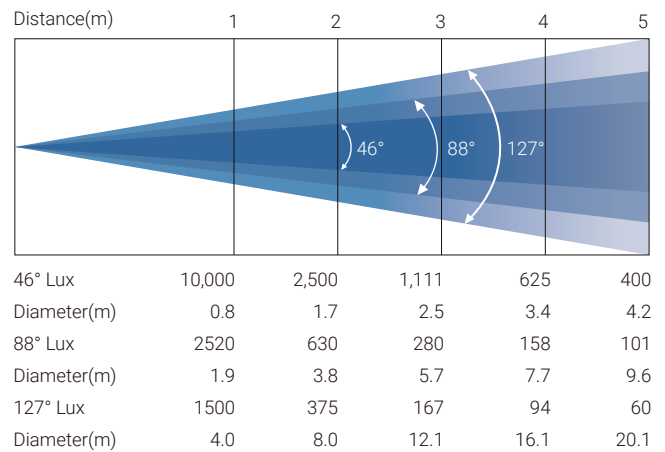 Distance(m) 1 2 3 4 5
46° 88° 127°
46° Lux 10,000 2,500 1,111 625 400
Diameter(m) 0.8 1.7 2.5 3.4 4.2
88° Lux 2520 630 280 158 101
Diameter(m) 1.9 3.8 5.7 7.7 9.6
127° Lux 1500 375 167 94 60
Diameter(m) 4.0 8.0 12.1 16.1 20.1